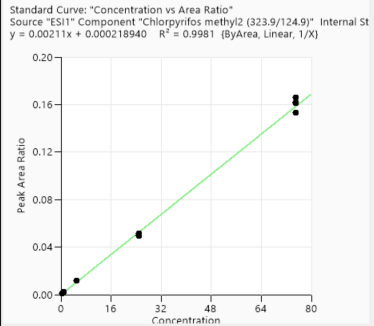 Standard Curve: "Concentration vs Area Ratio"
Source "ESI1" Component "Chlorpyrifos methyl2 (323.9/124.9)" Internal St
y = 0.00211x + 0.000218940 R² = 0.9981 {ByArea, Linear, 1/X}
0.20
0.16
0.12
0.08
0.04
0.00
Peak Area Ratio
0 16 32 48 64 80
Concentration